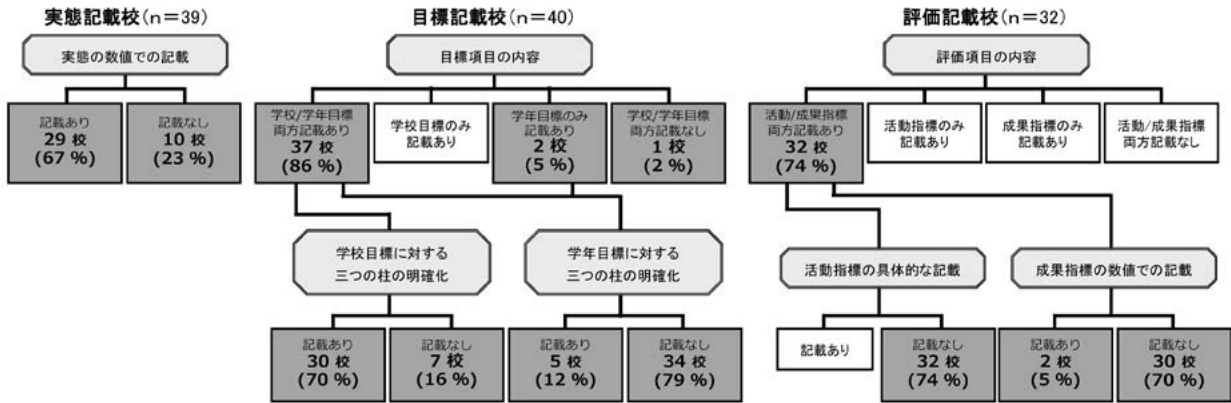 実態記載校(n=39)
実態の数値での記載
記載あり
29 校
(67 %)
記載なし
10 校
(23 %)
目標記載校(n=40)
目標項目の内容
学校/学年目標
両方記載あり
37 校
(86 %)
学校目標のみ
記載あり
学年目標のみ
記載あり
2 校
(5 %)
学校/学年目標
両方記載なし
1 校
(2 %)
学校目標に対する
三つの柱の明確化
記載あり
30 校
(70 %)
記載なし
7 校
(16 %)
学年目標に対する
三つの柱の明確化
記載あり
5 校
(12 %)
記載なし
34 校
(79 %)
評価記載校(n=32)
評価項目の内容
活動/成果指標
両方記載あり
32 校
(74 %)
活動指標のみ
記載あり
成果指標のみ
記載あり
活動/成果指標
両方記載なし
活動指標の具体的な記載
記載あり
記載なし
32 校
(74 %)
成果指標の数値での記載
記載あり
2 校
(5 %)
記載なし
30 校
(70 %)